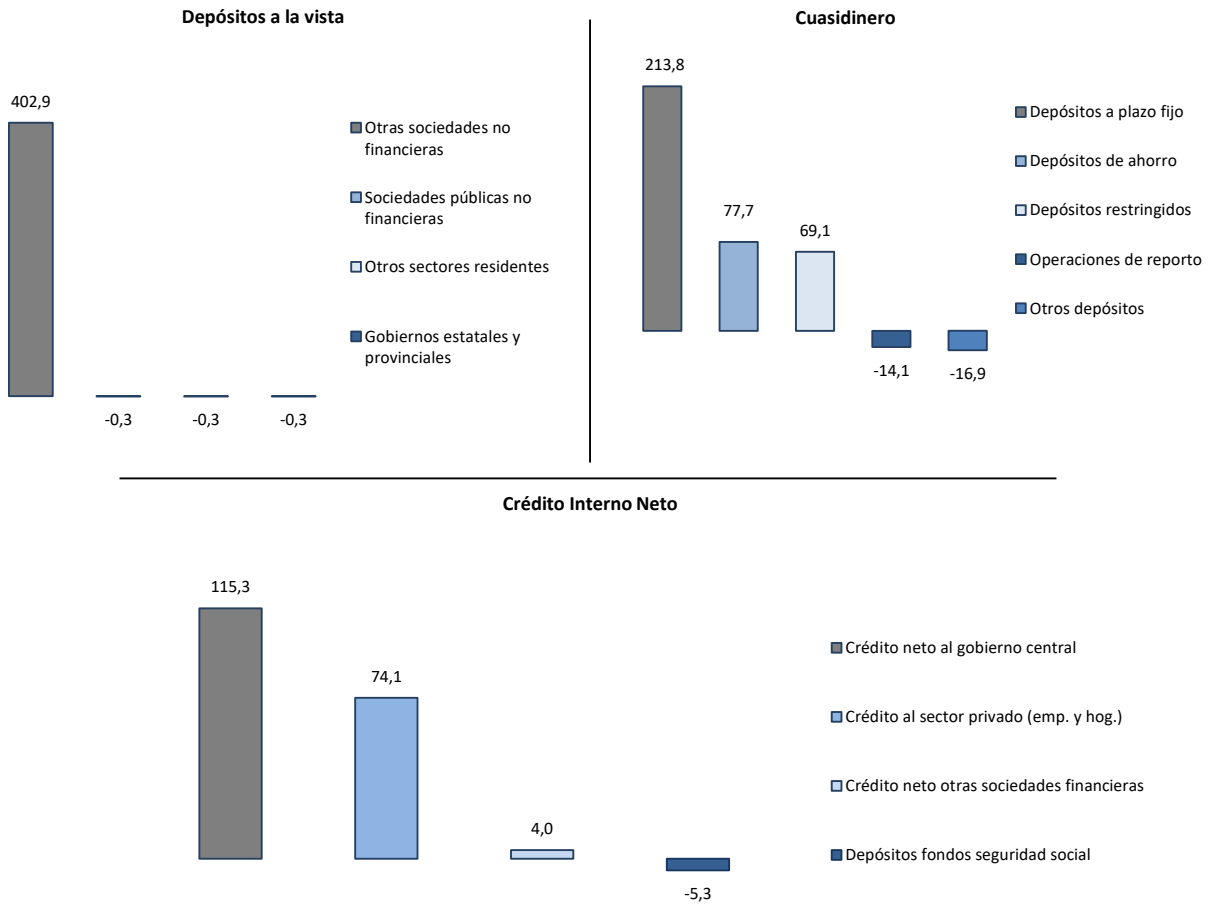 Depósitos a la vista
402,9
-0,3
-0,3
-0,3
Otras sociedades no
financieras
Sociedades públicas no
financieras
Otros sectores residentes
Gobiernos estatales y
provinciales
Cuasidinero
213,8
77,7
69,1
-14,1
-16,9
Depósitos a plazo fijo
Depósitos de ahorro
Depósitos restringidos
Operaciones de reporto
Otros depósitos
Crédito Interno Neto
115,3
74,1
4,0
-5,3
Crédito neto al gobierno central
Crédito al sector privado (emp. y hog.)
Crédito neto otras sociedades financieras
Depósitos fondos seguridad social